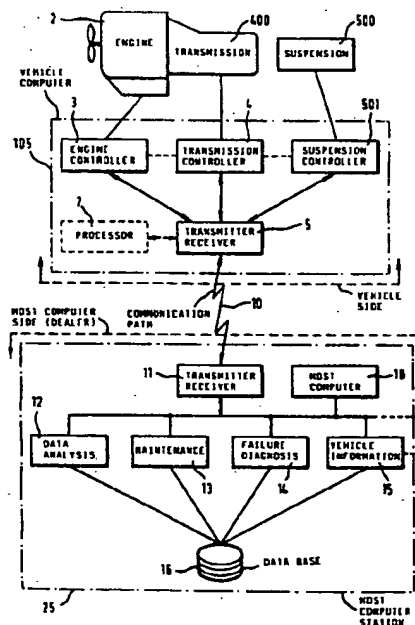 2
400
500
ENGINE
TRANSMISSION
SUSPENSION
VEHICLE
COMPUTER
3
4
501
105
ENGINE
CONTROLLER
TRANSMISSION
CONTROLLER
SUSPENSION
CONTROLLER
7
5
PROCESSOR
TRANSMITTER
RECEIVER
COMMUNICATION
PATH
10
VEHICLE
SIDE
HOST COMPUTER
SIDE (DEALER)
11
TRANSMITTER
RECEIVER
HOST
COMPUTER
18
12
DATA
ANALYSIS
MAINTENANCE
13
FAILURE
DIAGNOSIS
14
VEHICLE
INFORMATION
15
16
DATA BASE
25
HOST
COMPUTER
STATION